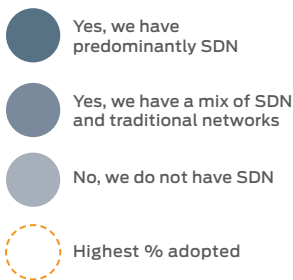 Yes, we have
predominantly SDN
Yes, we have a mix of SDN
and traditional networks
No, we do not have SDN
Highest % adopted